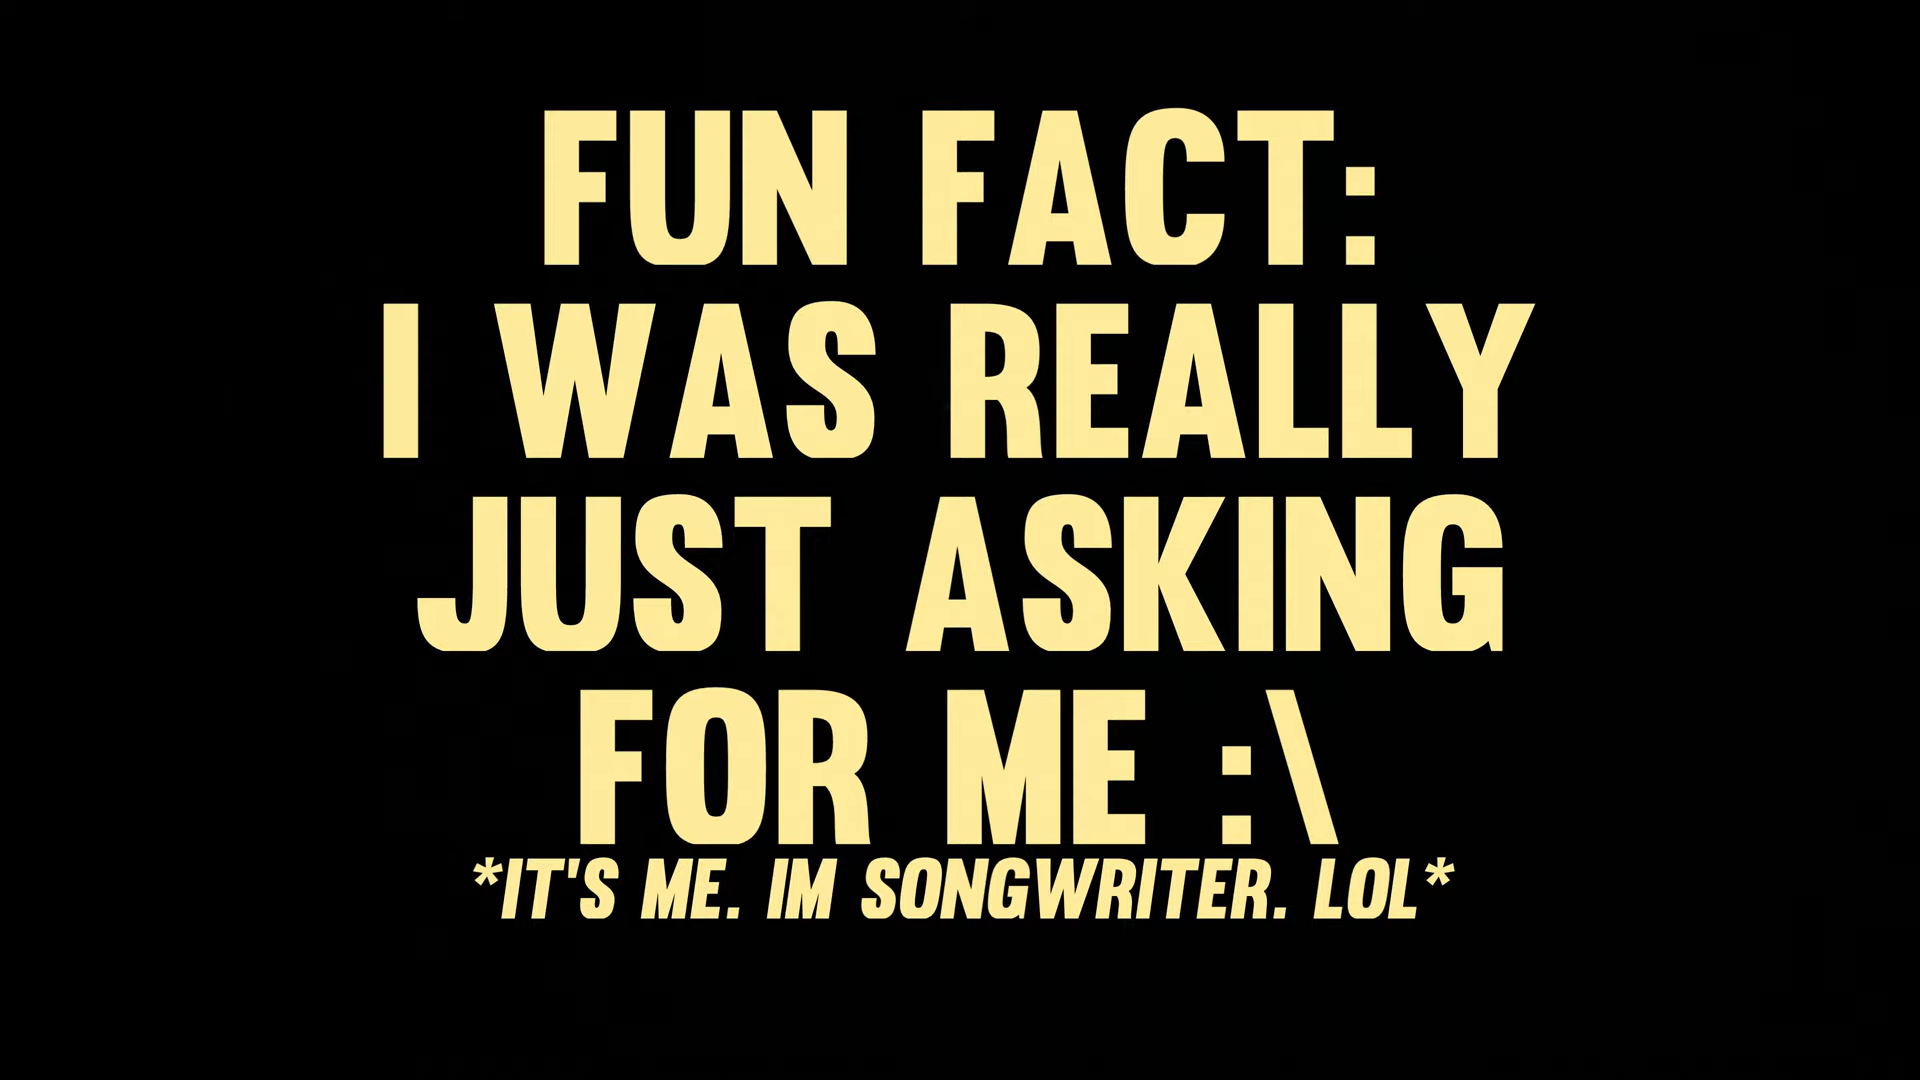 FUN FACT:
I WAS REALLY
JUST ASKING
FOR ME :\
*IT'S ME. IM SONGWRITER. LOL*